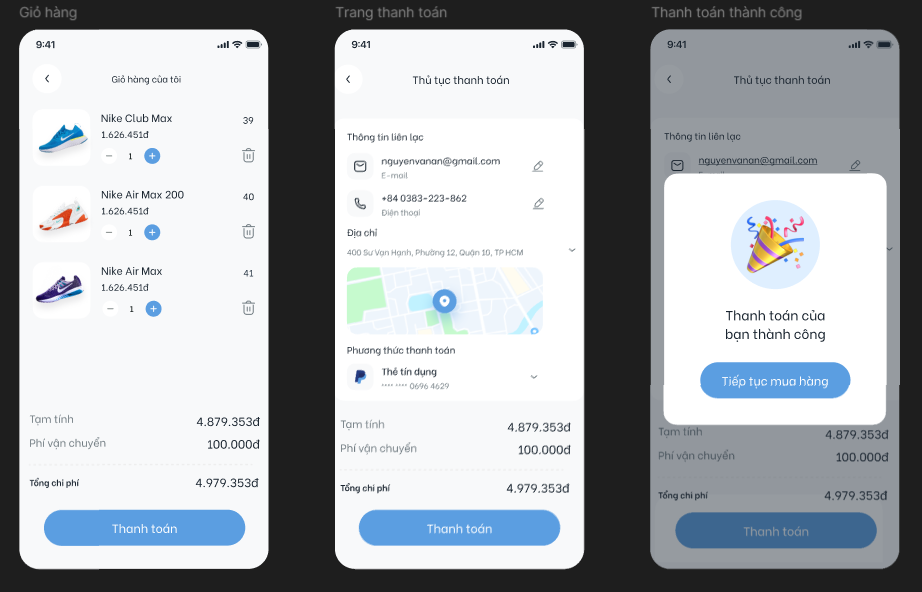 Giỏ hàng
9:41
Giỏ hàng của tôi
Nike Club Max
39
1.626.451đ
1
Nike Air Max 200
40
1.626.451đ
1
Nike Air Max
41
1.626.451đ
1
Tạm tính
4.879.353đ
Phí vận chuyển
100.000đ
Tổng chi phí
4.979.353đ
Thanh toán
Trang thanh toán
9:41
Thủ tục thanh toán
Thông tin liên lạc
nguyenvanan@gmail.com
E-mail
+84 0383-223-862
Điện thoại
Địa chỉ
400 Sư Vạn Hạnh, Phường 12, Quận 10, TP HCM
Phương thức thanh toán
Thẻ tín dụng
•••• •••• 0696 4629
Tạm tính
4.879.353đ
Phí vận chuyển
100.000đ
Tổng chi phí
4.979.353đ
Thanh toán
Thanh toán thành công
9:41
Thủ tục thanh toán
Thông tin liên lạc
nguyenvanan@gmail.com
Thanh toán của
bạn thành công
Tiếp tục mua hàng
Tạm tính
4.879.353đ
Phí vận chuyển
100.000đ
Tổng chi phí
4.979.353đ
Thanh toán